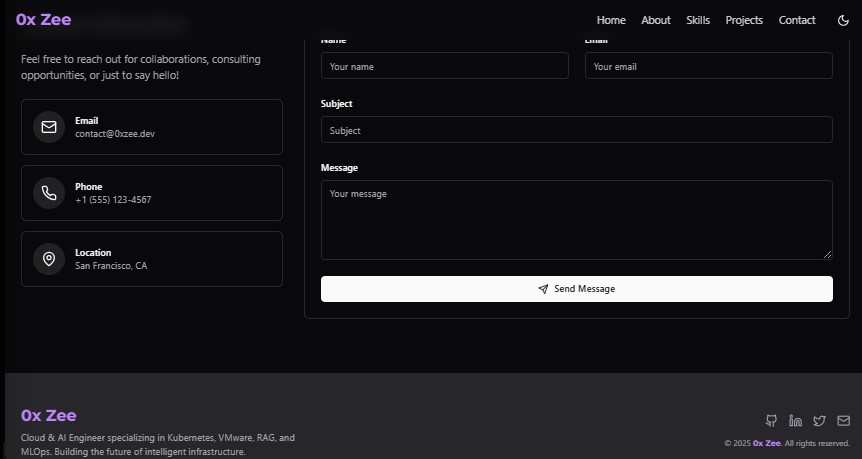 0x Zee
Home About Skills Projects Contact
Feel free to reach out for collaborations, consulting
opportunities, or just to say hello!
Email
contact@0xzee.dev
Phone
+1 (555) 123-4567
Location
San Francisco, CA
Name
Email
Your name
Your email
Subject
Subject
Message
Your message
Send Message
0x Zee
Cloud & AI Engineer specializing in Kubernetes, VMware, RAG, and
MLOps. Building the future of intelligent infrastructure.
© 2025 0x Zee. All rights reserved.